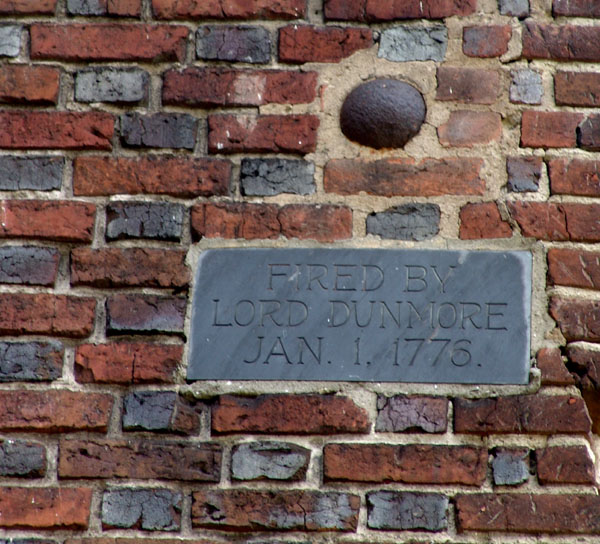 FIRED BY
LORD DUNMORE
JAN. 1, 1776.